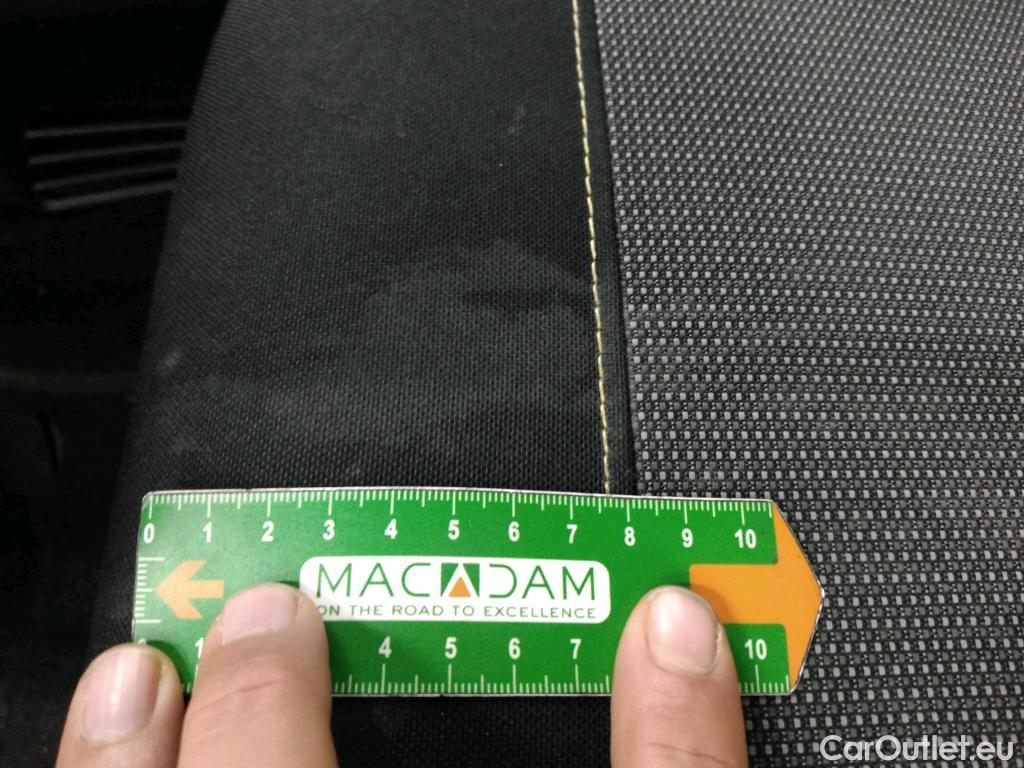 0 1 2 3 4 5 6 7 8 9 10
MACADAM
ON THE ROAD TO EXCELLENCE
1 4 5 6 7 10
CarOutlet.eu